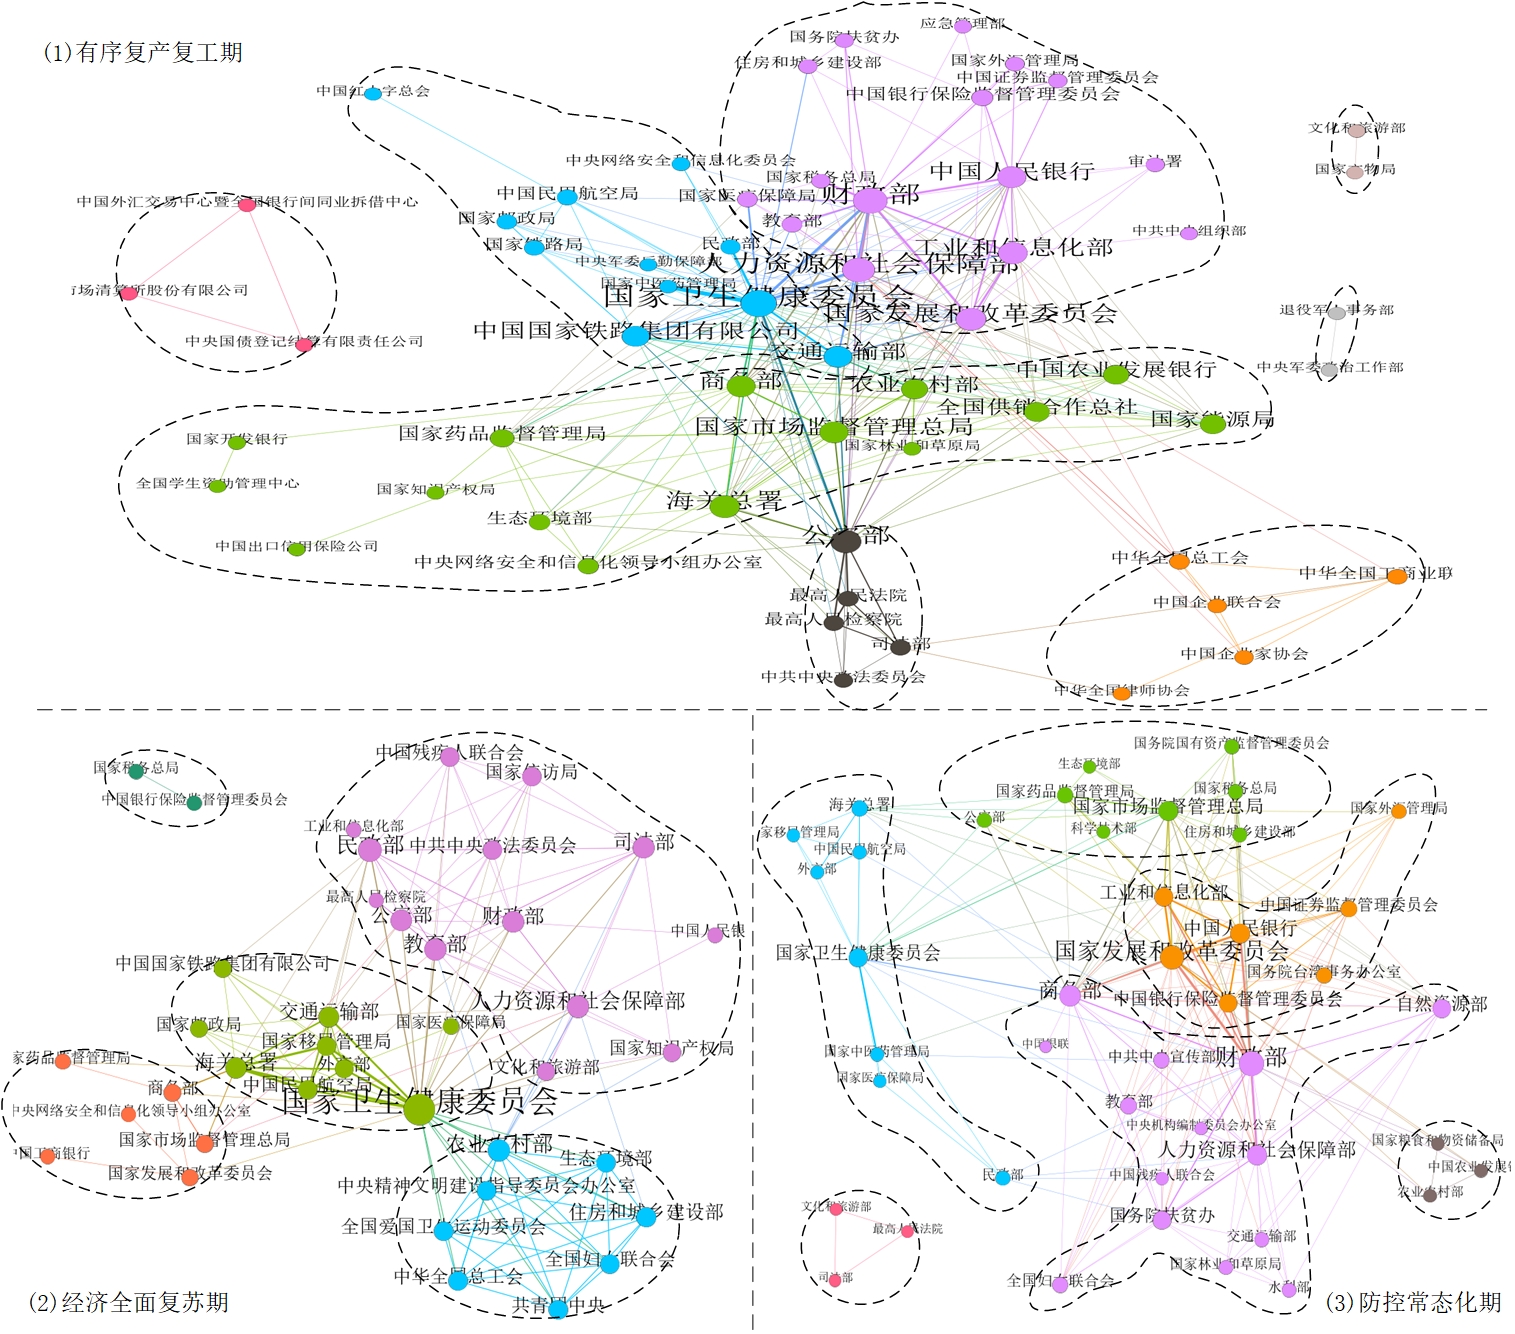 (1)有序复产复工期
应急管理部
国务院扶贫办
住房和城乡建设部
国家外汇管理局
中国证券监督管理委员会
中国银行保险监督管理委员会
中国红十字总会
文化和旅游部
国家文物局
中央网络安全和信息化委员会
审计署
中国人民银行
国家税务总局
中国民用航空局
国家医疗保障局
财政部
中国外汇交易中心暨全国银行间同业拆借中心
国家邮政局
教育部
中共中央组织部
国家铁路局
民政部
工业和信息化部
中央军委后勤保障部
人力资源和社会保障部
国家中医药管理局
市场清算所股份有限公司
国家卫生健康委员会
国家发展和改革委员会
退役军人事务部
中国国家铁路集团有限公司
中央国债登记结算有限责任公司
交通运输部
中央军委政治工作部
商务部
农业农村部
中国农业发展银行
全国供销合作总社
国家能源局
国家药品监督管理局
国家市场监督管理总局
国家开发银行
国家林业和草原局
全国学生资助管理中心
国家知识产权局
海关总署
生态环境部
公安部
中国出口信用保险公司
中央网络安全和信息化领导小组办公室
中华全国总工会
中华全国工商业联
最高人民法院
中国企业联合会
最高人民检察院
司法部
中国企业家协会
中共中央政法委员会
中华全国律师协会
国家税务总局
中国银行保险监督管理委员会
中国残疾人联合会
国家信访局
工业和信息化部
民政部
中共中央政法委员会
司法部
最高人民检察院
公安部
财政部
中国人民银
教育部
中国国家铁路集团有限公司
人力资源和社会保障部
交通运输部
国家邮政局
国家医疗保障局
国家移民管理局
国家知识产权局
家药品监督管理局
海关总署
外交部
文化和旅游部
中国民用航空局
商务部
国家卫生健康委员会
中央网络安全和信息化领导小组办公室
国家市场监督管理总局
农业农村部
中国工商银行
生态环境部
国家发展和改革委员会
中央精神文明建设指导委员会办公室
住房和城乡建设部
全国爱国卫生运动委员会
全国妇女联合会
中华全国总工会
共青团中央
(2)经济全面复苏期
国务院国有资产监督管理委员会
生态环境部
国家药品监督管理局
国家税务总局
海关总署
国家市场监督管理总局
国家外汇管理局
公安部
科学技术部
住房和城乡建设部
家移民管理局
中国民用航空局
外交部
工业和信息化部
中国证券监督管理委员会
中国人民银行
国家卫生健康委员会
国家发展和改革委员会
国务院台湾事务办公室
商务部
中国银行保险监督管理委员会
自然资源部
中国银联
国家中医药管理局
中共中央宣传部
财政部
国家医疗保障局
教育部
中央机构编制委员会办公室
国家粮食和物资储备局
人力资源和社会保障部
中国农业发展银
民政部
中国残疾人联合会
农业农村部
文化和旅游部
国务院扶贫办
最高人民法院
交通运输部
国家林业和草原局
司法部
全国妇女联合会
水利部
(3)防控常态化期